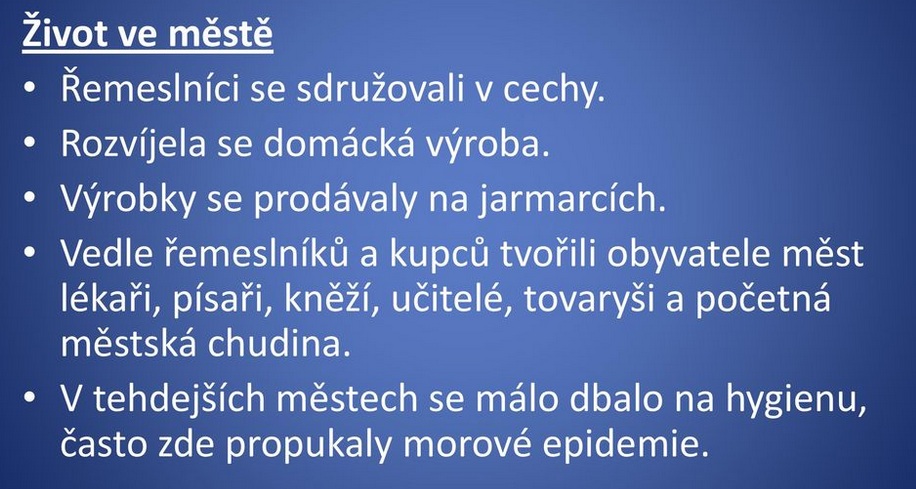 Život ve městě
• Řemeslníci se sdružovali v cechy.
• Rozvíjela se domácká výroba.
• Výrobky se prodávaly na jarmarcích.
• Vedle řemeslníků a kupců tvořili obyvatele měst
lékaři, písaři, kněží, učitelé, tovaryši a početná
městská chudina.
• V tehdejších městech se málo dbalo na hygienu,
často zde propukaly morové epidemie.